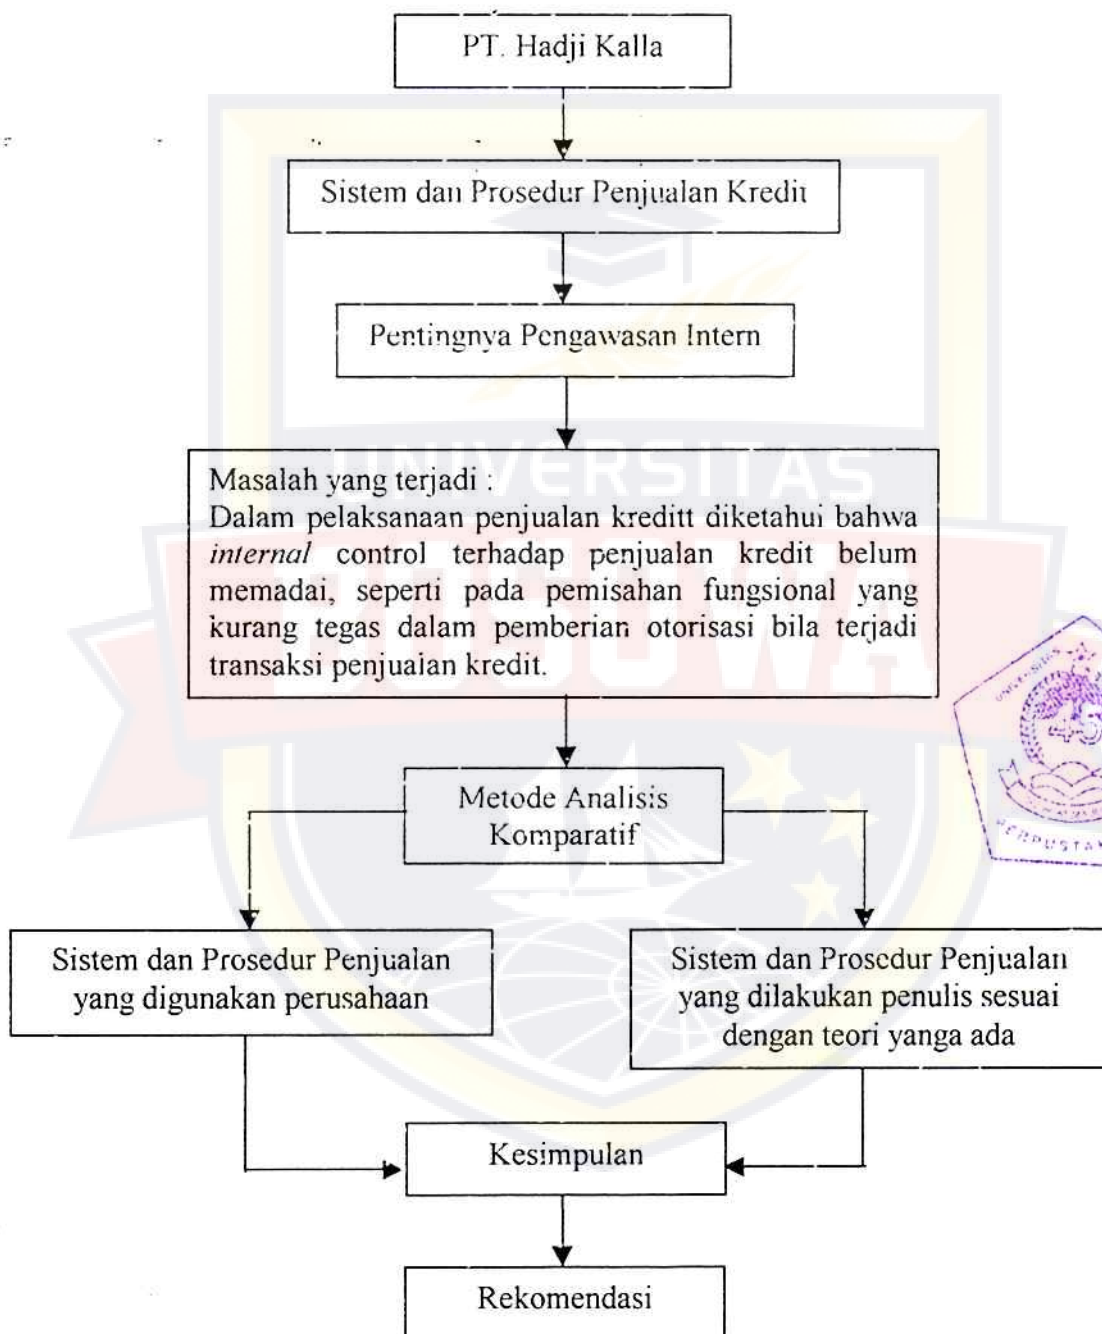 PT. Hadji Kalla
Sistem dan Prosedur Penjualan Kredit
Pentingnya Pengawasan Intern
UNIVERSITAS
BOSOWA
Masalah yang terjadi :
Dalam pelaksanaan penjualan kreditt diketahui bahwa
internal control terhadap penjualan kredit belum
memadai, seperti pada pemisahan fungsional yang
kurang tegas dalam pemberian otorisasi bila terjadi
transaksi penjualan kredit.
Metode Analisis
Komparatif
45
Sistem dan Prosedur Penjualan
yang digunakan perusahaan
Sistem dan Prosedur Penjualan
yang dilakukan penulis sesuai
dengan teori yanga ada
Kesimpulan
Rekomendasi